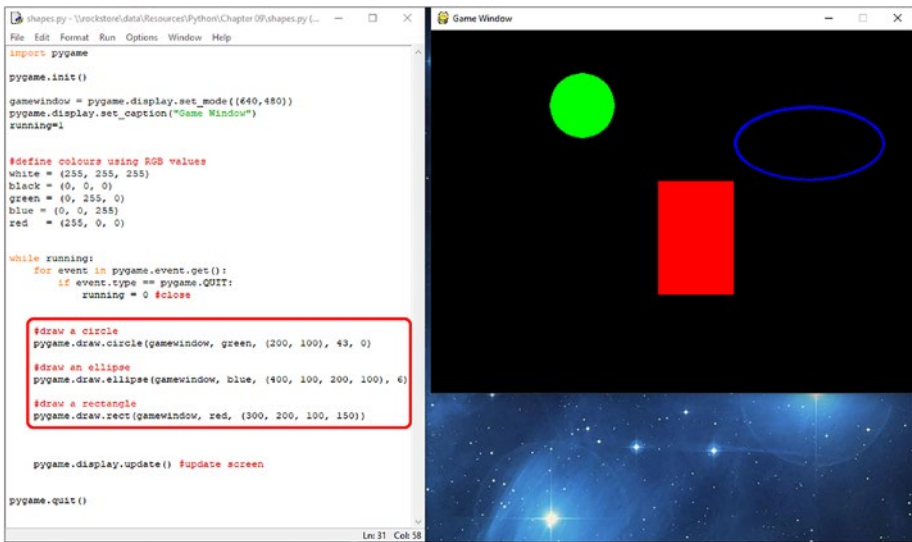 shapes.py - \\rockstore\data\Resources\Python\Chapter 09\shapes.py (...
File Edit Format Run Options Window Help
import pygame
pygame.init()
gamewindow = pygame.display.set_mode((640,480))
pygame.display.set_caption("Game Window")
running=1
#define colours using RGB values
white = (255, 255, 255)
black = (0, 0, 0)
green = (0, 255, 0)
blue = (0, 0, 255)
red   = (255, 0, 0)
while running:
    for event in pygame.event.get():
        if event.type == pygame.QUIT:
            running = 0 #close
    #draw a circle
    pygame.draw.circle(gamewindow, green, (200, 100), 43, 0)
    #draw an ellipse
    pygame.draw.ellipse(gamewindow, blue, (400, 100, 200, 100), 6)
    #draw a rectangle
    pygame.draw.rect(gamewindow, red, (300, 200, 100, 150))
    pygame.display.update() #update screen
pygame.quit()
Ln: 31 Col: 58
Game Window